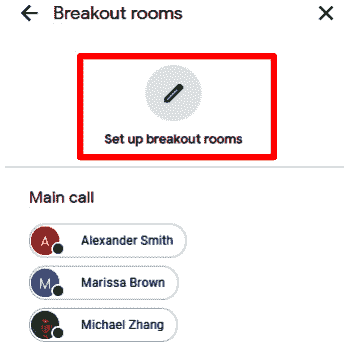 Breakout rooms
Set up breakout rooms
Main call
A Alexander Smith
M Marissa Brown
Michael Zhang